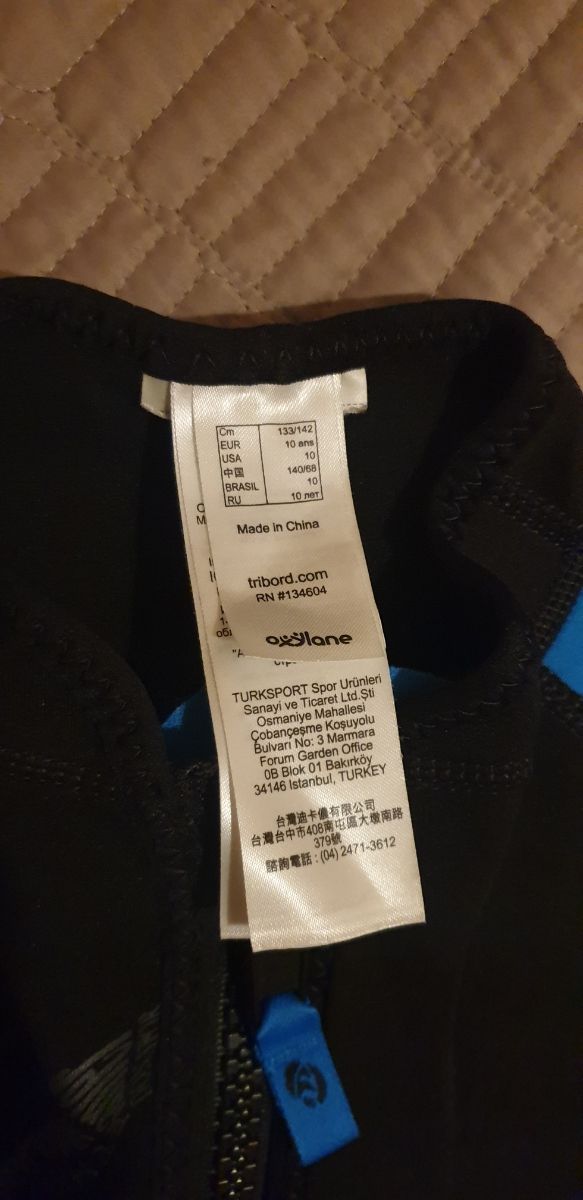 Cm 133/142
EUR 10 ans
USA 10
中国 140/68
BRASIL 10
RU 10 лет
Made in China
tribord.com
RN #134604
oxylane
TURKSPORT Spor Urünleri
Sanayi ve Ticaret Ltd.Şti
Osmaniye Mahallesi
Çobançeşme Koşuyolu
Bulvarı No: 3 Marmara
Forum Garden Office
0B Blok 01 Bakırköy
34146 Istanbul, TURKEY
台灣迪卡儂有限公司
台灣台中市408南屯區大墩南路
379號
諮詢電話 : (04) 2471-3612